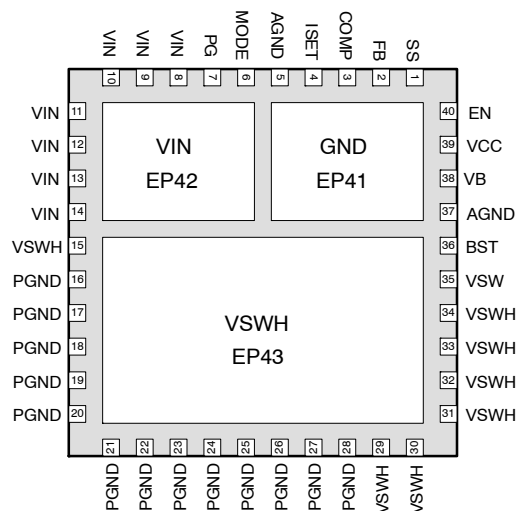 VIN
VIN
VIN
PG
MODE
AGND
ISET
COMP
FB
SS
10
9
8
7
6
5
4
3
2
1
VIN 11
VIN 12
VIN 13
VIN 14
VSWH 15
PGND 16
PGND 17
PGND 18
PGND 19
PGND 20
VIN
EP42
GND
EP41
VSWH
EP43
40 EN
39 VCC
38 VB
37 AGND
36 BST
35 VSW
34 VSWH
33 VSWH
32 VSWH
31 VSWH
21
22
23
24
25
26
27
28
29
30
PGND
PGND
PGND
PGND
PGND
PGND
PGND
PGND
VSWH
VSWH